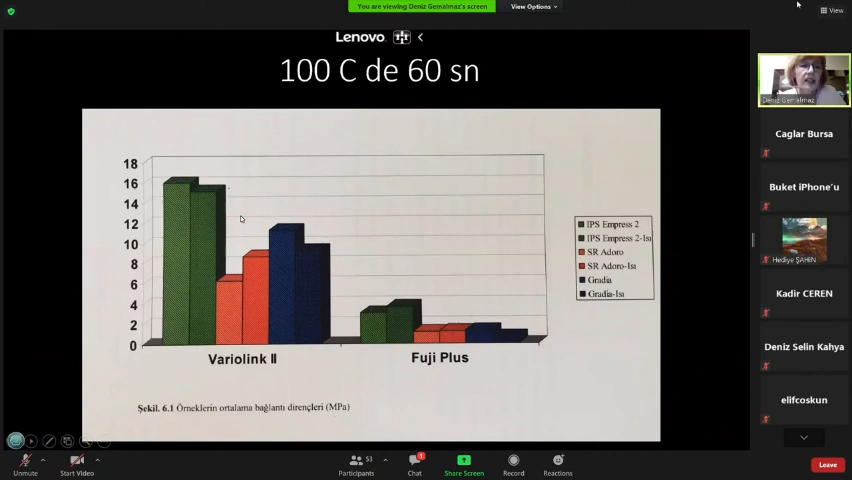 You are viewing Deniz Gemalmaz's screen
View Options
View
Lenovo
100 C de 60 sn
18
16
14
12
10
8
6
4
2
0
Variolink II
Fuji Plus
IPS Empress 2
IPS Empress 2-Isı
SR Adoro
SR Adoro-Isı
Gradia
Gradia-Isı
Şekil. 6.1 Örneklerin ortalama bağlantı dirençleri (MPa)
Deniz Gemalmaz
Caglar Bursa
Buket iPhone'u
Hediye ŞAHİN
Kadir CEREN
Deniz Selin Kahya
elifcoskun
Unmute
Start Video
53
Participants
1
Chat
Share Screen
Record
Reactions
Leave